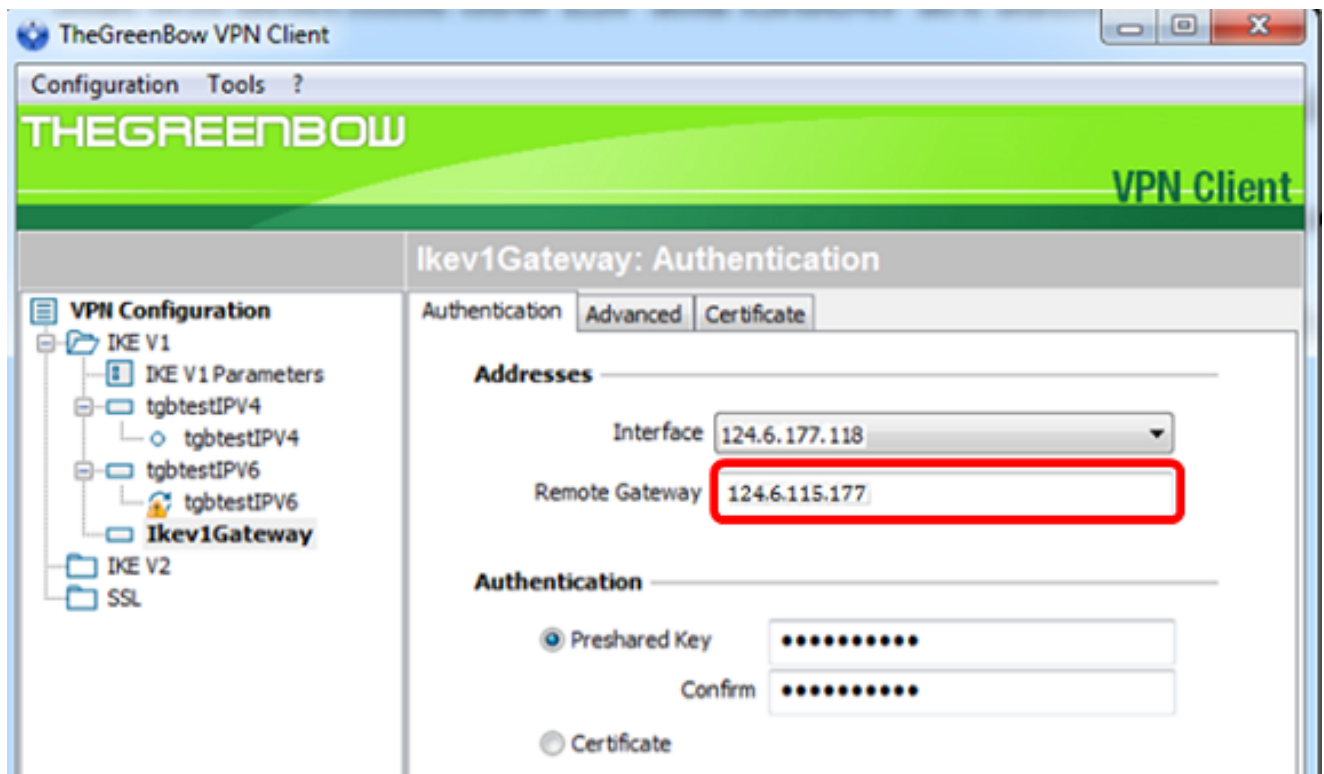 TheGreenBow VPN Client
Configuration Tools ?
THEGREENBOW
VPN Client
Ikev1Gateway: Authentication
VPN Configuration
IKE V1
IKE V1 Parameters
tgbtestIPV4
tgbtestIPV4
tgbtestIPV6
tgbtestIPV6
Ikev1Gateway
IKE V2
SSL
Authentication Advanced Certificate
Addresses
Interface 124.6.177.118
Remote Gateway 124.6.115.177
Authentication
Preshared Key ••••••••••
Confirm ••••••••••
Certificate